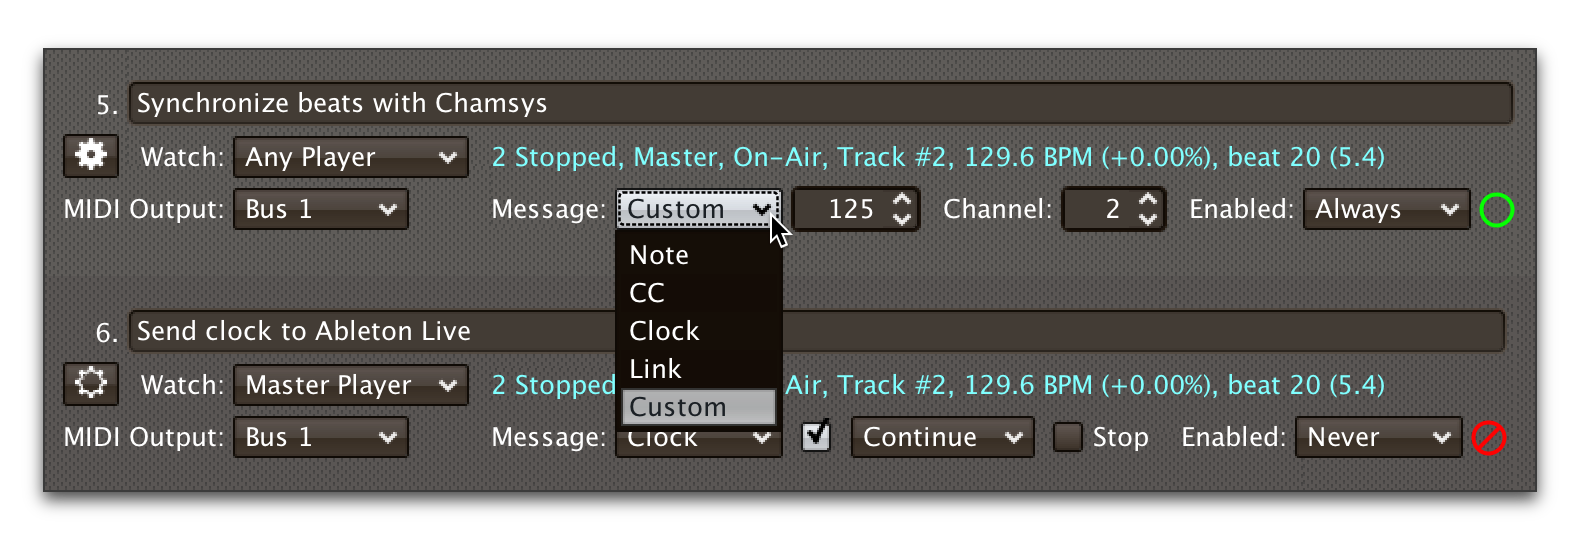 5. Synchronize beats with Chamsys
Watch: Any Player 2 Stopped, Master, On-Air, Track #2, 129.6 BPM (+0.00%), beat 20 (5.4)
MIDI Output: Bus 1 Message: Custom 125 Channel: 2 Enabled: Always
Note
CC
Clock
Link
Custom
6. Send clock to Ableton Live
Watch: Master Player 2 Stopped Air, Track #2, 129.6 BPM (+0.00%), beat 20 (5.4)
MIDI Output: Bus 1 Message: Clock Continue Stop Enabled: Never